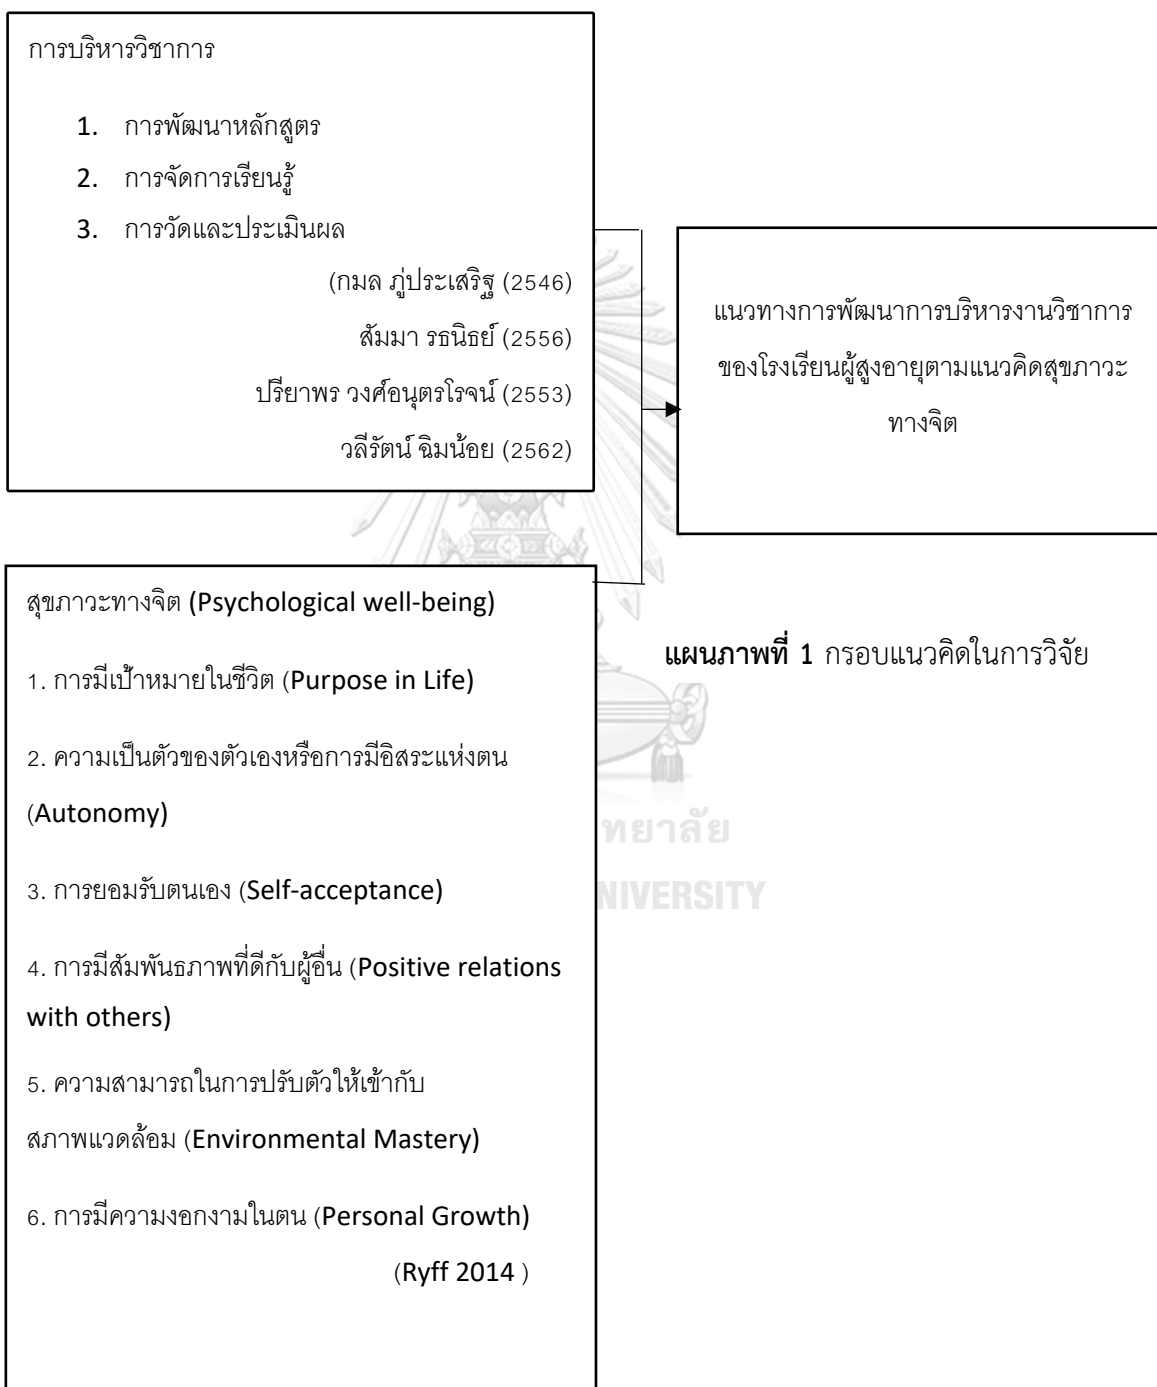 การบริหารวิชาการ
1. การพัฒนาหลักสูตร
2. การจัดการเรียนรู้
3. การวัดและประเมินผล
(กมล ภู่ประเสริฐ (2546)
สัมมา รธนิธย์ (2556)
ปรียาพร วงศ์อนุตรโรจน์ (2553)
วลีรัตน์ ฉิมน้อย (2562)
แนวทางการพัฒนาการบริหารงานวิชาการ
ของโรงเรียนผู้สูงอายุตามแนวคิดสุขภาวะ
ทางจิต
สุขภาวะทางจิต (Psychological well-being)
1. การมีเป้าหมายในชีวิต (Purpose in Life)
2. ความเป็นตัวของตัวเองหรือการมีอิสระแห่งตน
(Autonomy)
3. การยอมรับตนเอง (Self-acceptance)
4. การมีสัมพันธภาพที่ดีกับผู้อื่น (Positive relations
with others)
5. ความสามารถในการปรับตัวให้เข้ากับ
สภาพแวดล้อม (Environmental Mastery)
6. การมีความงอกงามในตน (Personal Growth)
(Ryff 2014 )
แผนภาพที่ 1 กรอบแนวคิดในการวิจัย
ทยาลัย
NIVERSITY